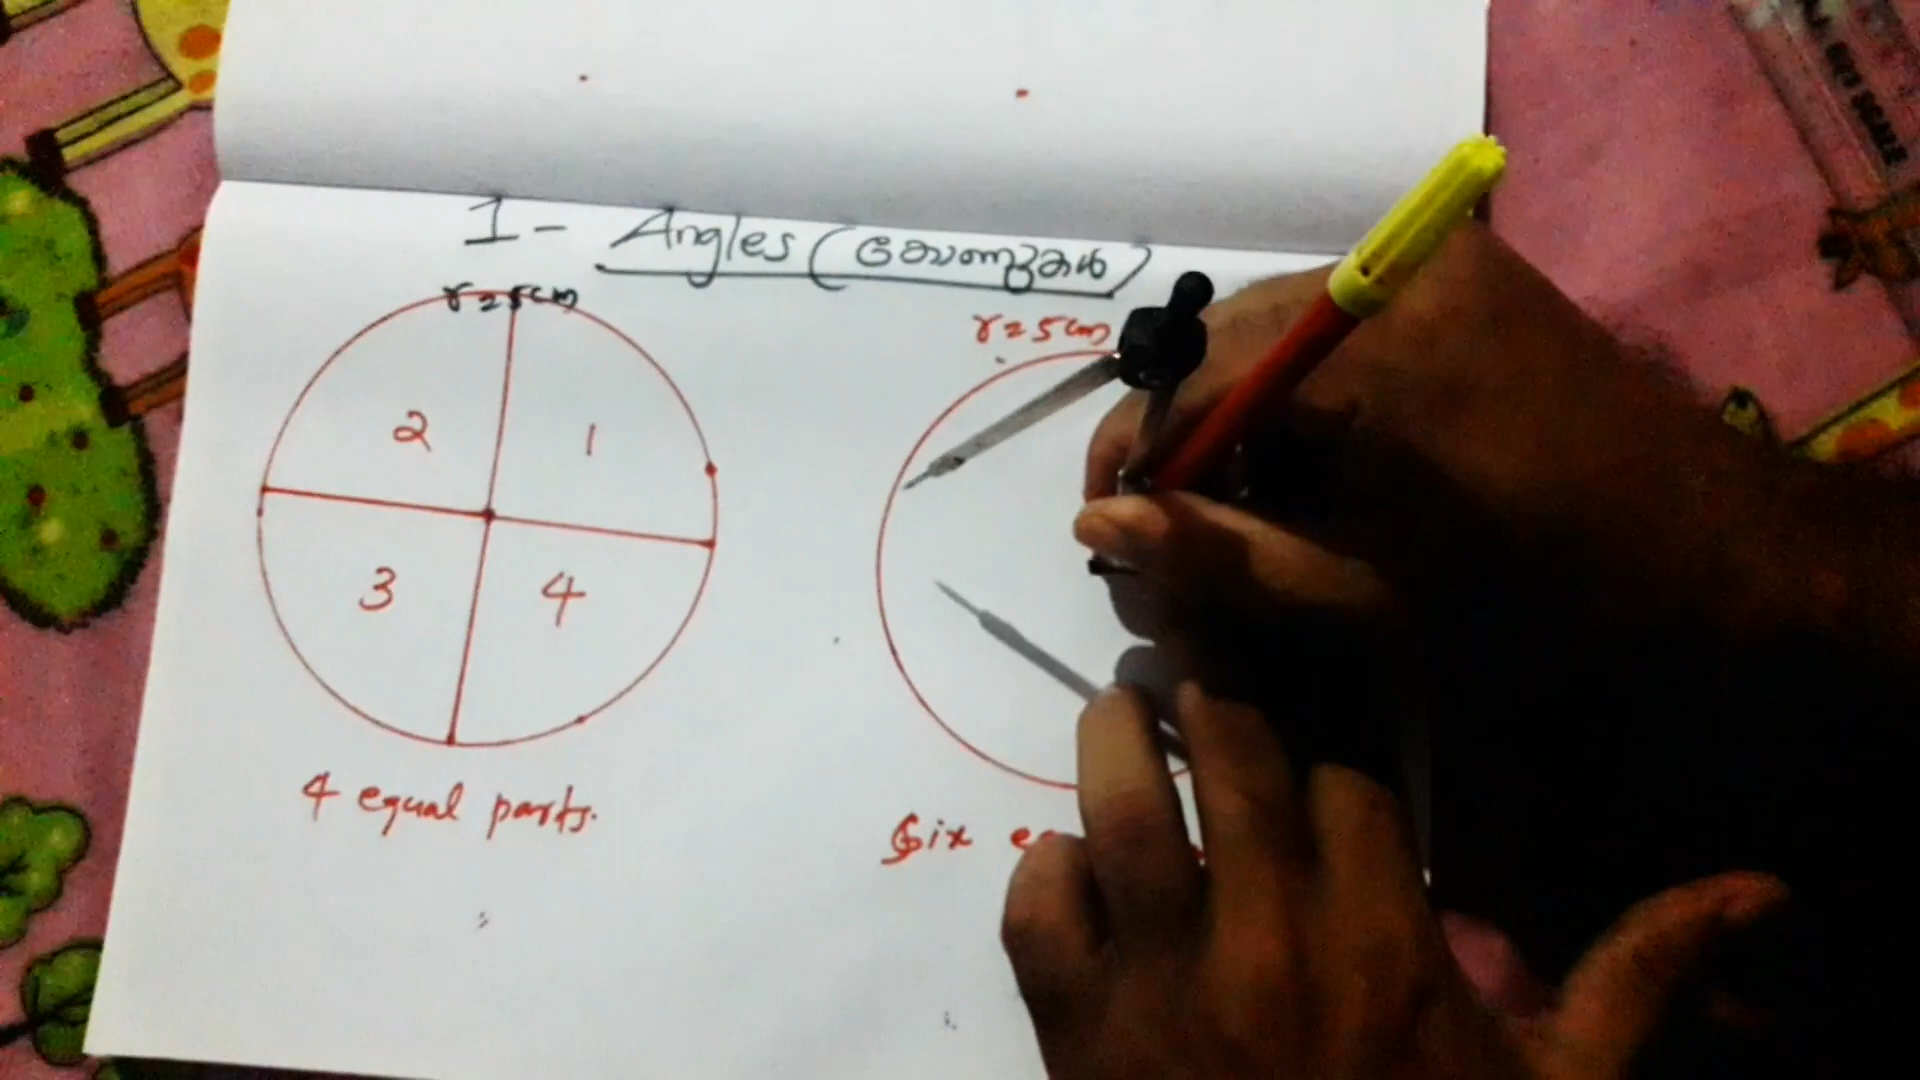 1- Angles (കോണുകൾ)
r=5cm
r=5cm
2 1
3 4
4 equal parts.
Six